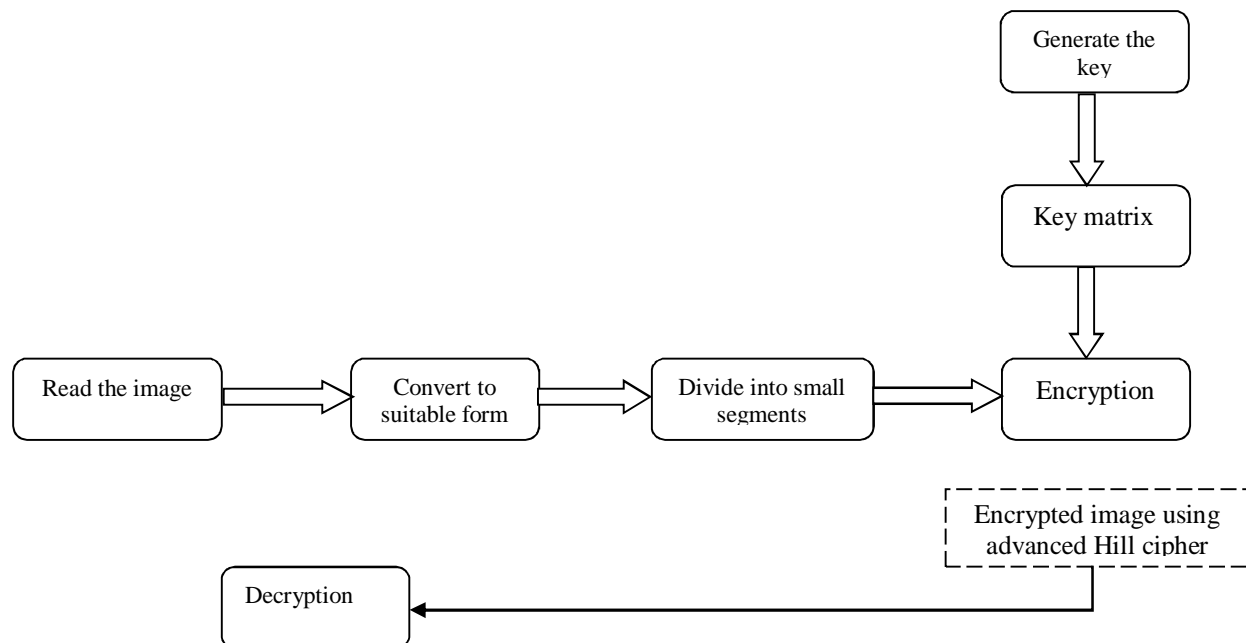 Generate the
key
Key matrix
Read the image
Convert to
suitable form
Divide into small
segments
Encryption
Encrypted image using
advanced Hill cipher
Decryption